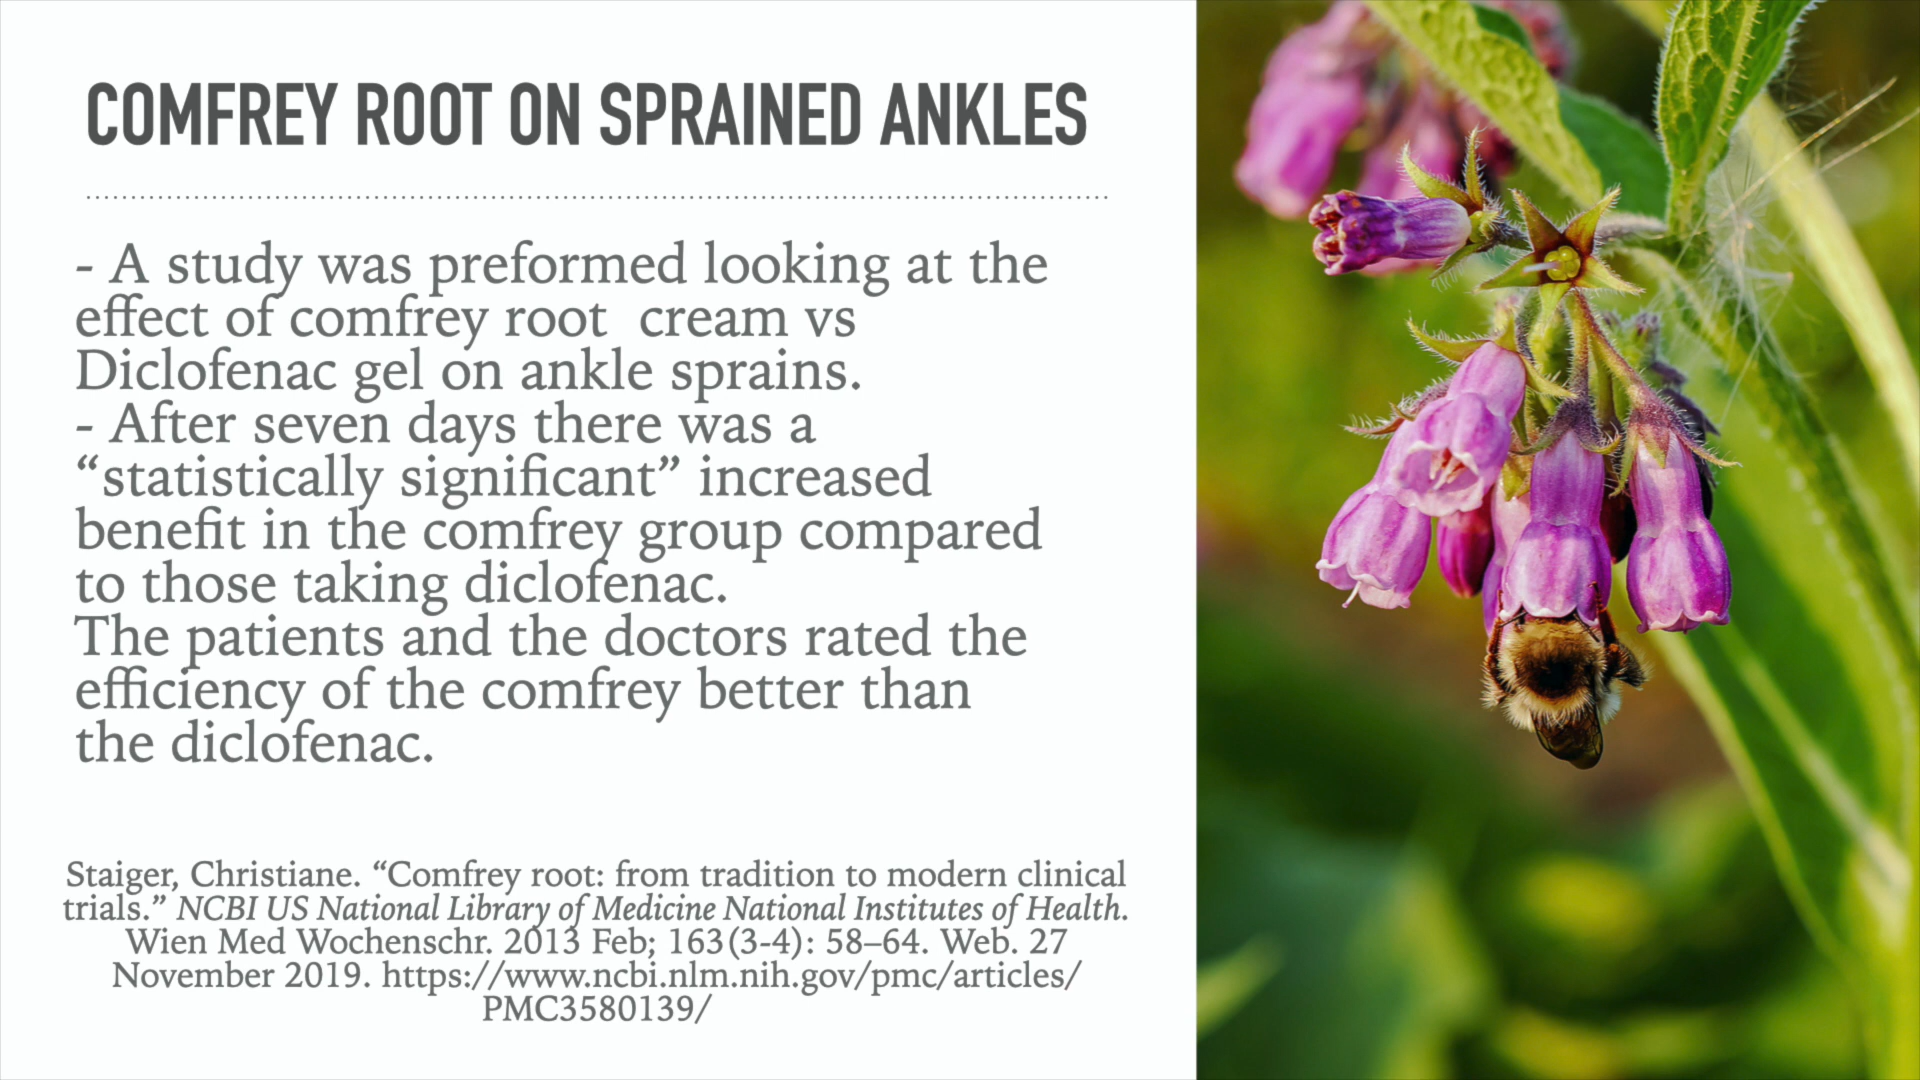 COMFREY ROOT ON SPRAINED ANKLES
- A study was preformed looking at the
effect of comfrey root  cream vs
Diclofenac gel on ankle sprains.
- After seven days there was a
“statistically significant” increased
benefit in the comfrey group compared
to those taking diclofenac.
The patients and the doctors rated the
efficiency of the comfrey better than
the diclofenac.
Staiger, Christiane. “Comfrey root: from tradition to modern clinical
trials.” NCBI US National Library of Medicine National Institutes of Health.
Wien Med Wochenschr. 2013 Feb; 163(3-4): 58–64. Web. 27
November 2019. https://www.ncbi.nlm.nih.gov/pmc/articles/
PMC3580139/